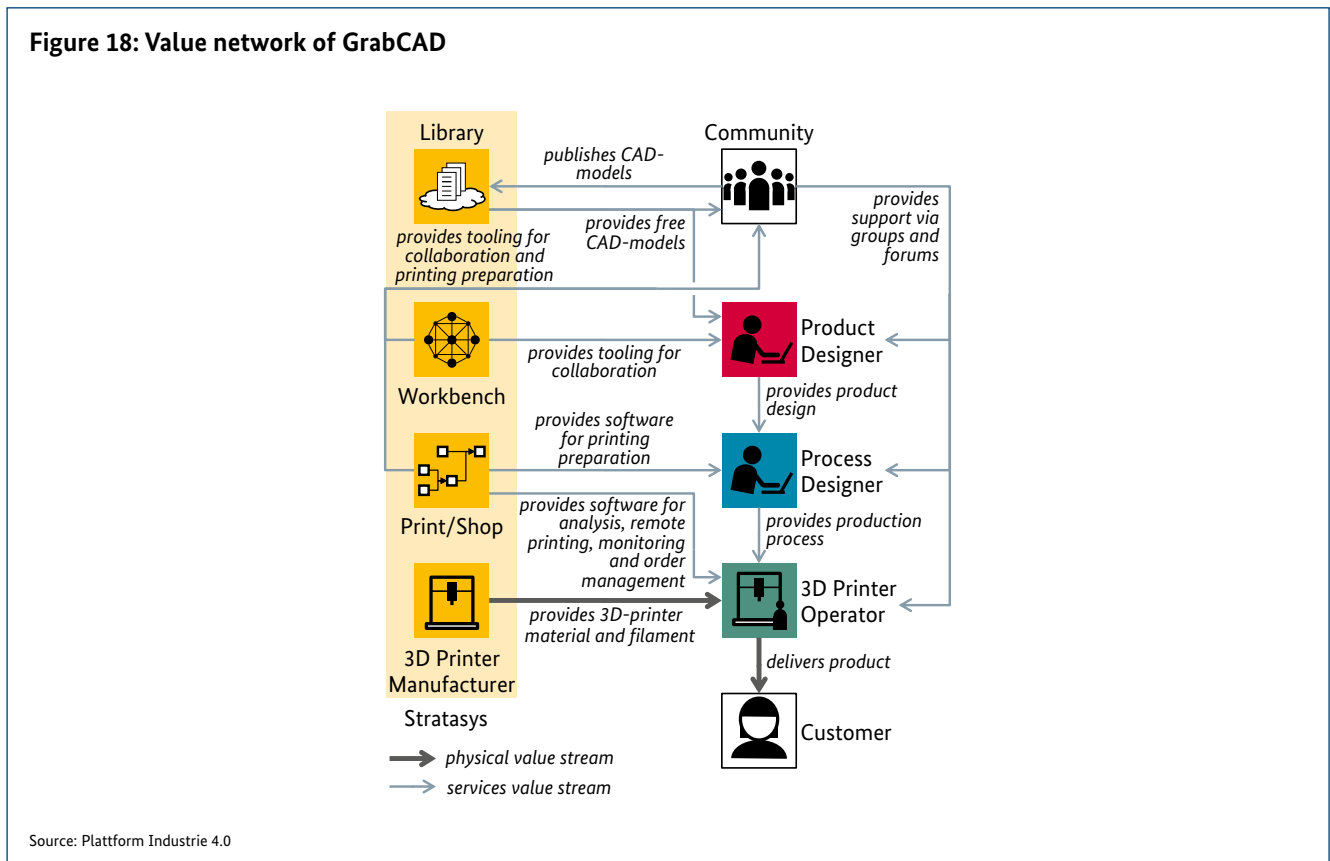 Figure 18: Value network of GrabCAD
Library
Community
publishes CAD-
models
provides free
CAD-models
provides
support via
groups and
forums
provides tooling for
collaboration and
printing preparation
Workbench
provides tooling for
collaboration
Product
Designer
provides product
design
provides software
for printing
preparation
Print/Shop
Process
Designer
provides software for
analysis, remote
printing, monitoring
and order
management
provides production
process
3D Printer
Operator
provides 3D-printer
material and filament
3D Printer
Manufacturer
delivers product
Stratasys
Customer
physical value stream
services value stream
Source: Plattform Industrie 4.0